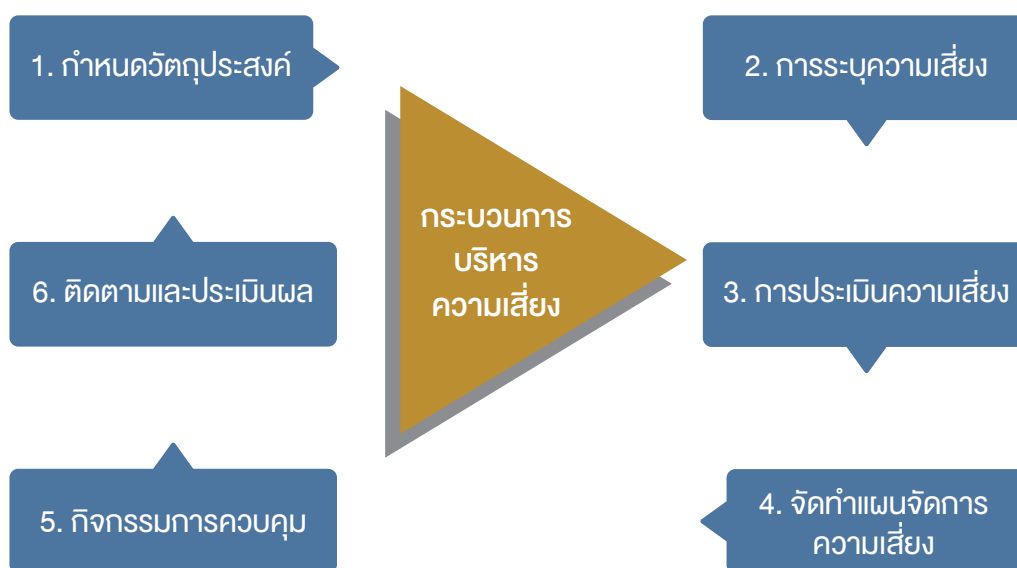 1. กำหนดวัตถุประสงค์
2. การระบุความเสี่ยง
กระบวนการ
บริหาร
ความเสี่ยง
6. ติดตามและประเมินผล
3. การประเมินความเสี่ยง
5. กิจกรรมการควบคุม
4. จัดทำแผนจัดการ
ความเสี่ยง